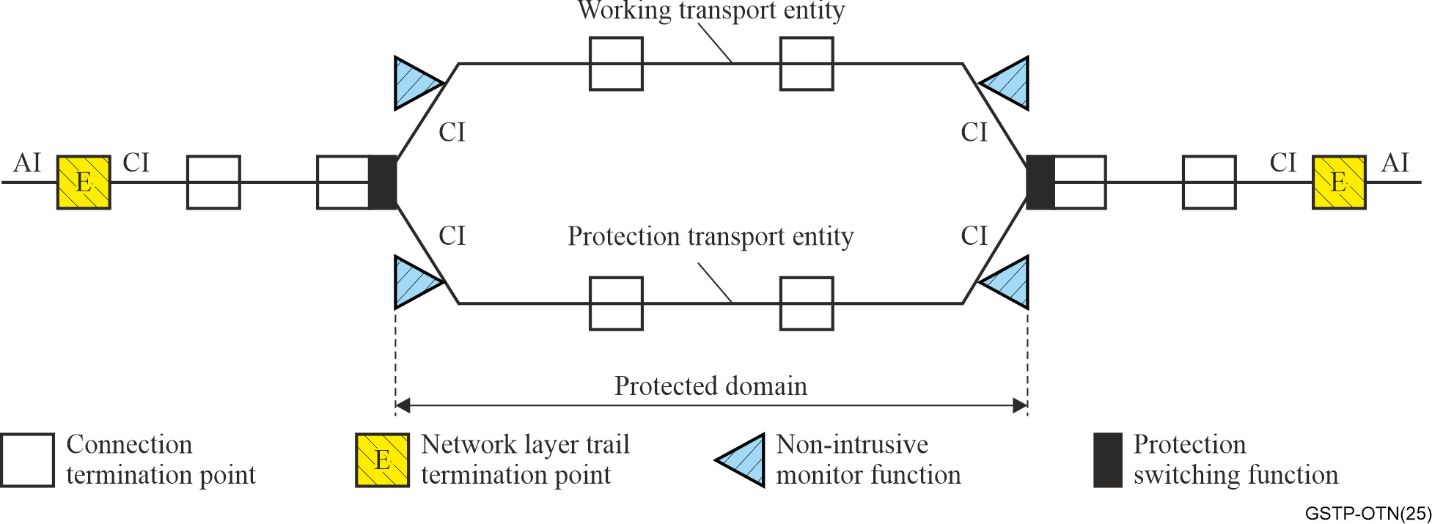 Working transport entity
CI CI
AI E CI CI E AI
CI Protection transport entity CI
Protected domain
Connection
termination point
E
Network layer trail
termination point
Non-intrusive
monitor function
Protection
switching function
GSTP-OTN(25)